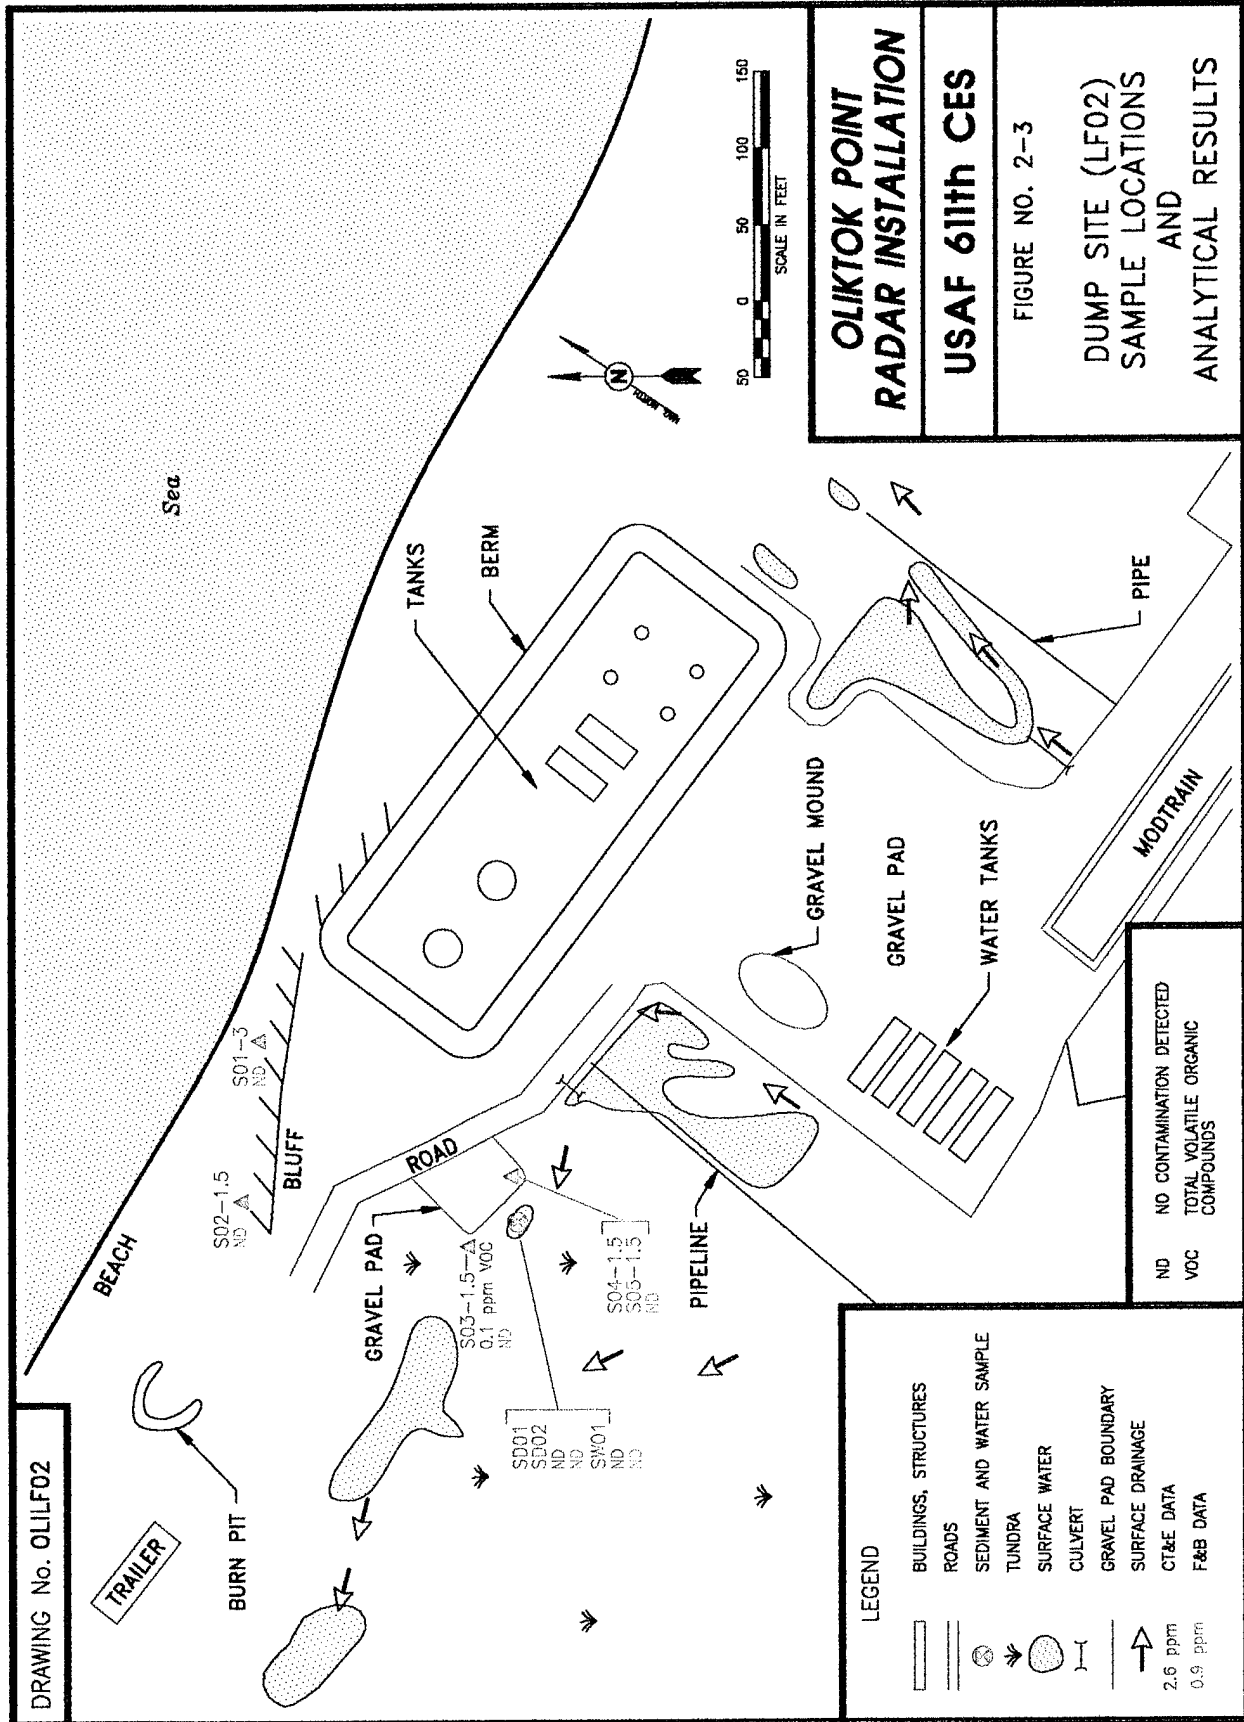 DRAWING No. OLILF02
TRAILER
BURN PIT
BEACH
Sea
S02-1.5
ND
S01-3
ND
BLUFF
ROAD
GRAVEL PAD
S03-1.5
0.1 ppm VOC
ND
SD01
SD02
ND
ND
SW01
ND
ND
S04-1.5
S05-1.5
ND
PIPELINE
TANKS
BERM
GRAVEL MOUND
GRAVEL PAD
WATER TANKS
MODTRAIN
PIPE
N
MAG. NORTH
50 0 50 100 150
SCALE IN FEET
LEGEND
BUILDINGS, STRUCTURES
ROADS
SEDIMENT AND WATER SAMPLE
TUNDRA
SURFACE WATER
CULVERT
GRAVEL PAD BOUNDARY
SURFACE DRAINAGE
2.6 ppm CT&E DATA
0.9 ppm F&B DATA
ND NO CONTAMINATION DETECTED
VOC TOTAL VOLATILE ORGANIC
COMPOUNDS
OLIKTOK POINT
RADAR INSTALLATION
USAF 611th CES
FIGURE NO. 2-3
DUMP SITE (LF02)
SAMPLE LOCATIONS
AND
ANALYTICAL RESULTS